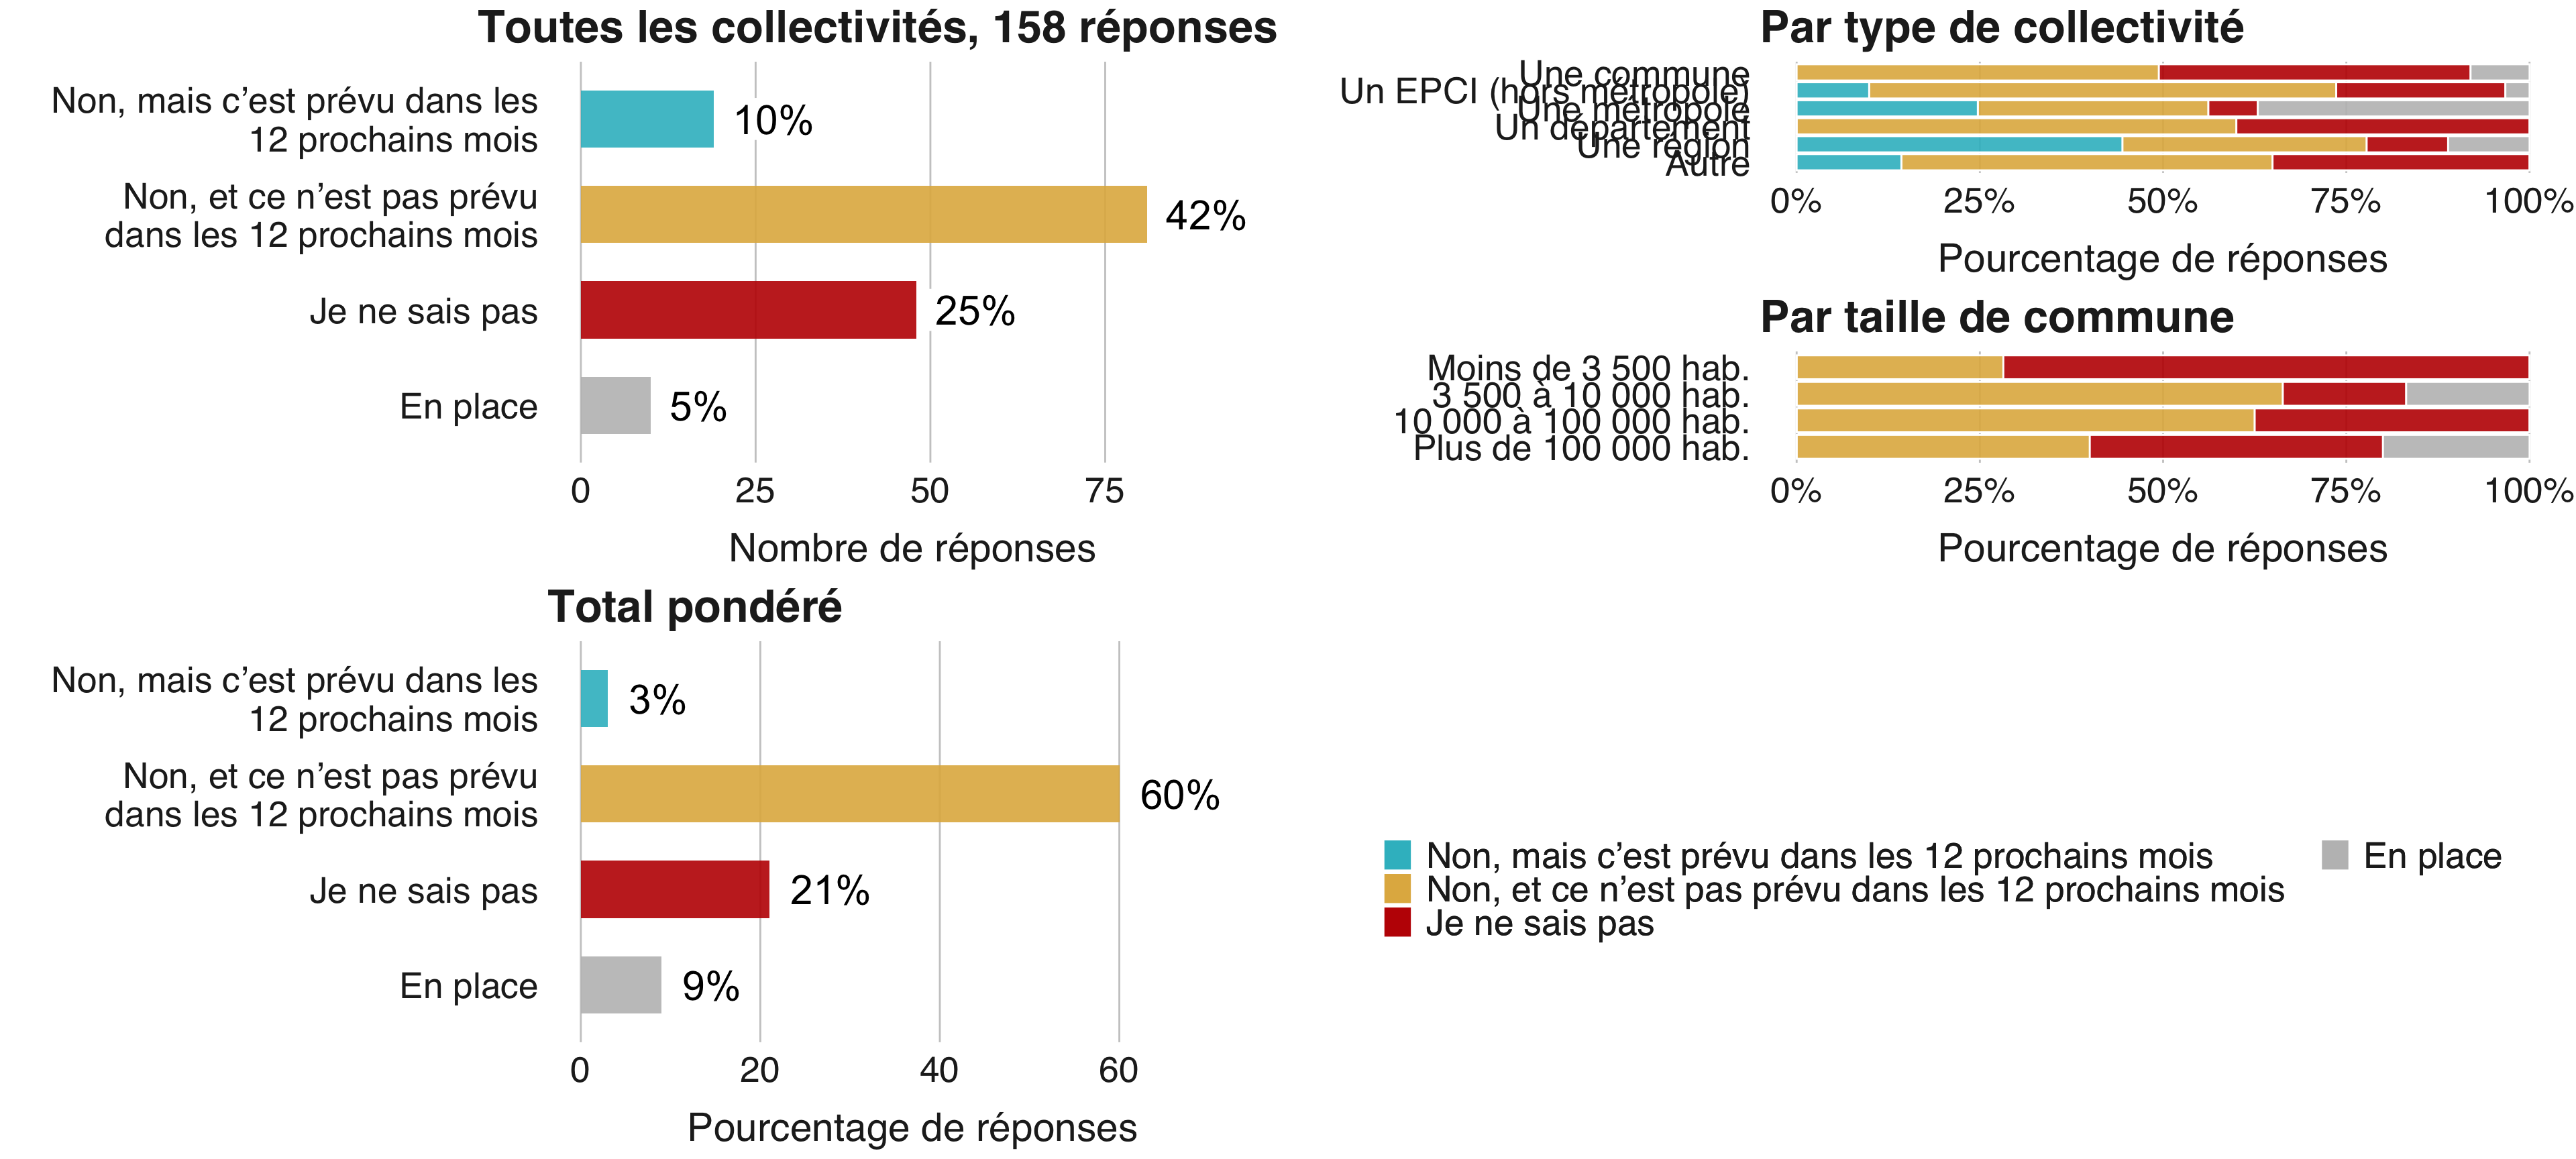 Toutes les collectivités, 158 réponses
Non, mais c’est prévu dans les
12 prochains mois
10%
Non, et ce n’est pas prévu
dans les 12 prochains mois
42%
Je ne sais pas
25%
En place
5%
0 25 50 75
Nombre de réponses
Total pondéré
Non, mais c’est prévu dans les
12 prochains mois
3%
Non, et ce n’est pas prévu
dans les 12 prochains mois
60%
Je ne sais pas
21%
En place
9%
0 20 40 60
Pourcentage de réponses
Par type de collectivité
Une commune
Un EPCI (hors métropole)
Une métropole
Un département
Une région
Autre
0% 25% 50% 75% 100%
Pourcentage de réponses
Par taille de commune
Moins de 3 500 hab.
3 500 à 10 000 hab.
10 000 à 100 000 hab.
Plus de 100 000 hab.
0% 25% 50% 75% 100%
Pourcentage de réponses
Non, mais c’est prévu dans les 12 prochains mois
Non, et ce n’est pas prévu dans les 12 prochains mois
Je ne sais pas
En place